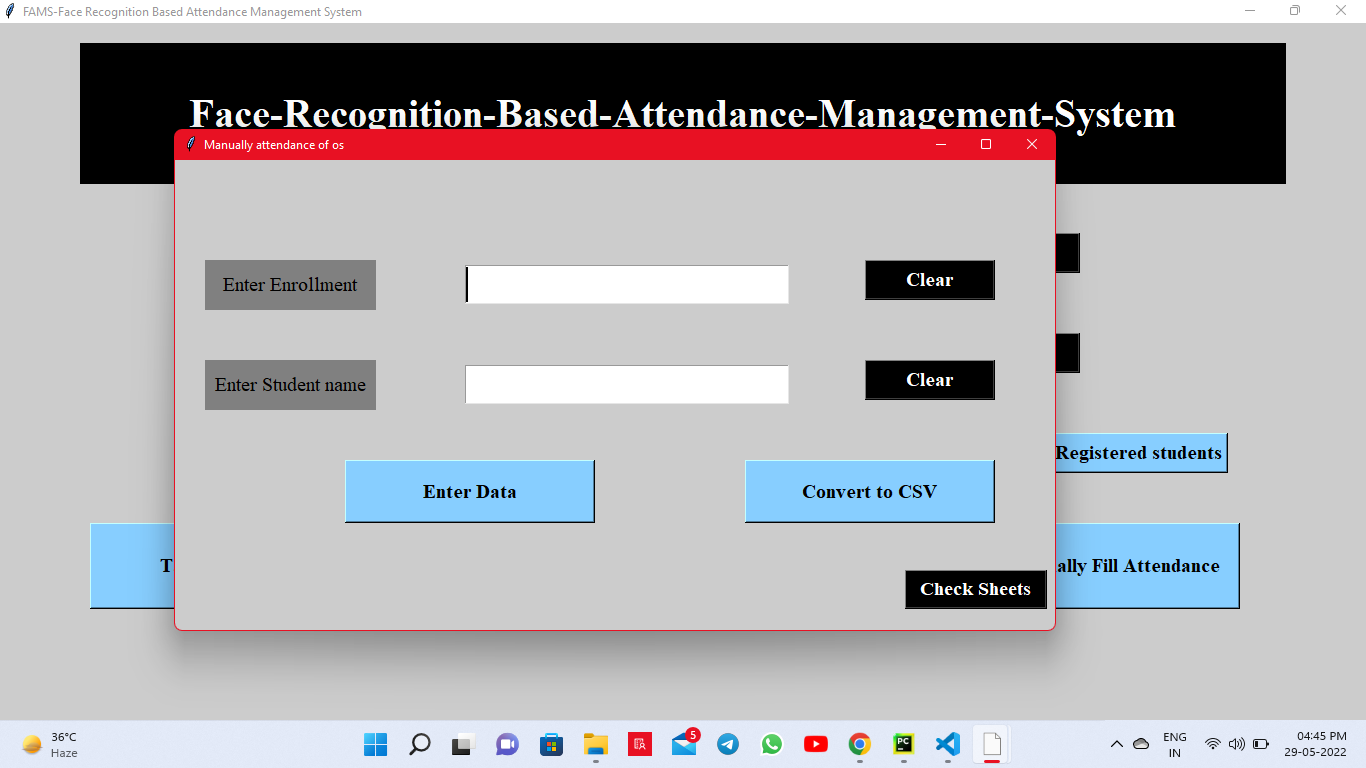 FAMS-Face Recognition Based Attendance Management System
Face-Recognition-Based-Attendance-Management-System
Manually attendance of os
Enter Enrollment
Clear
Enter Student name
Clear
Registered students
Enter Data
Convert to CSV
T
ally Fill Attendance
Check Sheets
36°C
Haze
5
PC
ENG
IN
04:45 PM
29-05-2022